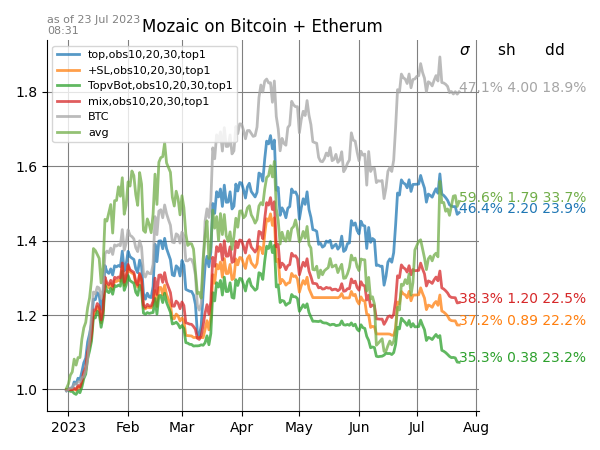 as of 23 Jul 2023
08:31
Mozaic on Bitcoin + Etherum
σ sh dd
top,obs10,20,30,top1
+SL,obs10,20,30,top1
TopvBot,obs10,20,30,top1
mix,obs10,20,30,top1
BTC
avg
47.1% 4.00 18.9%
59.6% 1.79 33.7%
46.4% 2.20 23.9%
38.3% 1.20 22.5%
37.2% 0.89 22.2%
35.3% 0.38 23.2%
1.8
1.6
1.4
1.2
1.0
2023 Feb Mar Apr May Jun Jul Aug